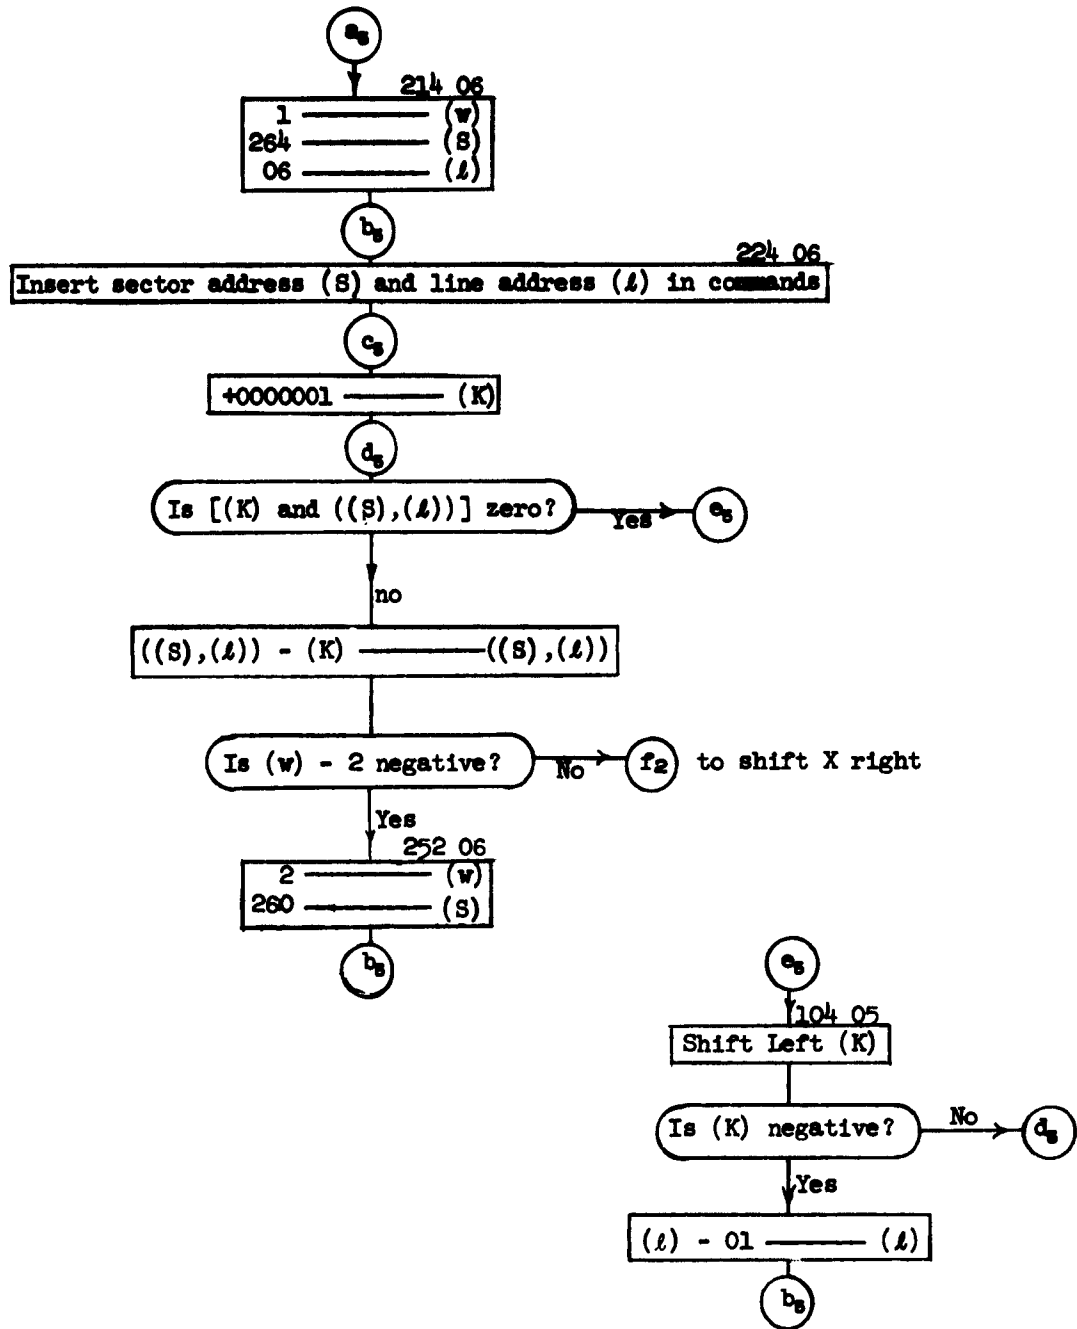 a₅
214 06
1 (w)
264 (S)
06 (ℓ)
b₅
224 06
Insert sector address (S) and line address (ℓ) in commands
c₅
+0000001 (K)
d₅
Is [(K) and ((S),(ℓ))] zero?
Yes
e₅
no
((S),(ℓ)) - (K) ((S),(ℓ))
Is (w) - 2 negative?
No
f₂
to shift X right
Yes
252 06
2 (w)
260 (S)
b₅
e₅
104 05
Shift Left (K)
Is (K) negative?
No
d₅
Yes
(ℓ) - 01 (ℓ)
b₅